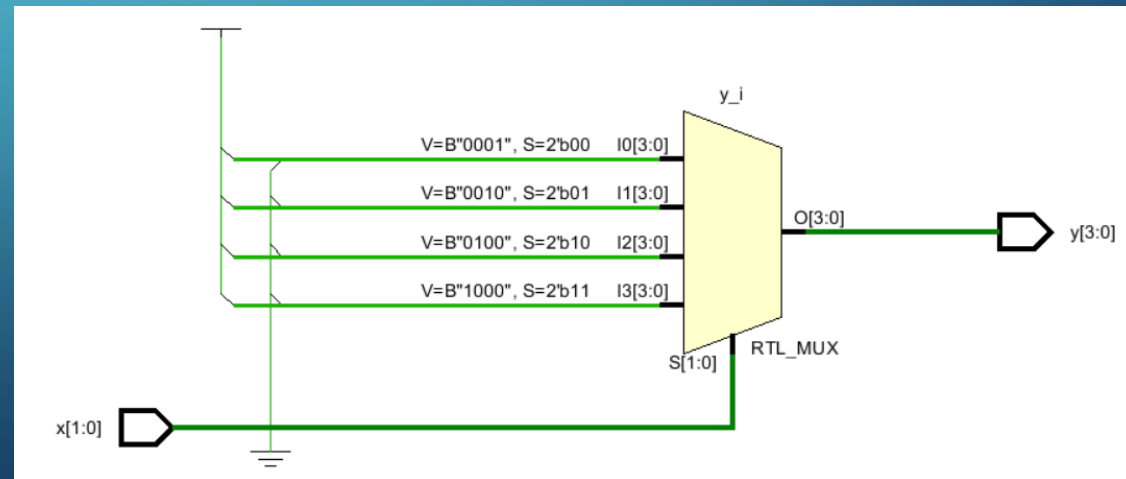 y_i
V=B"0001", S=2'b00 I0[3:0]
V=B"0010", S=2'b01 I1[3:0]
O[3:0]
y[3:0]
V=B"0100", S=2'b10 I2[3:0]
V=B"1000", S=2'b11 I3[3:0]
RTL_MUX
S[1:0]
x[1:0]